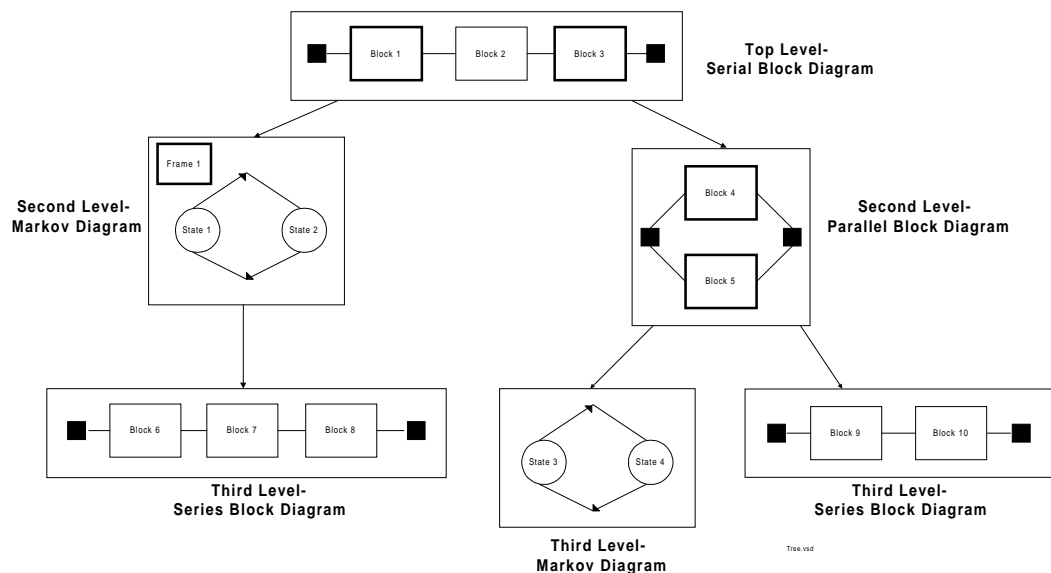 Block 1
Block 2
Block 3
Top Level-
Serial Block Diagram
Frame 1
State 1
State 2
Second Level-
Markov Diagram
Block 4
Block 5
Second Level-
Parallel Block Diagram
Block 6
Block 7
Block 8
Third Level-
Series Block Diagram
State 3
State 4
Third Level-
Markov Diagram
Block 9
Block 10
Third Level-
Series Block Diagram
Tree.vsd